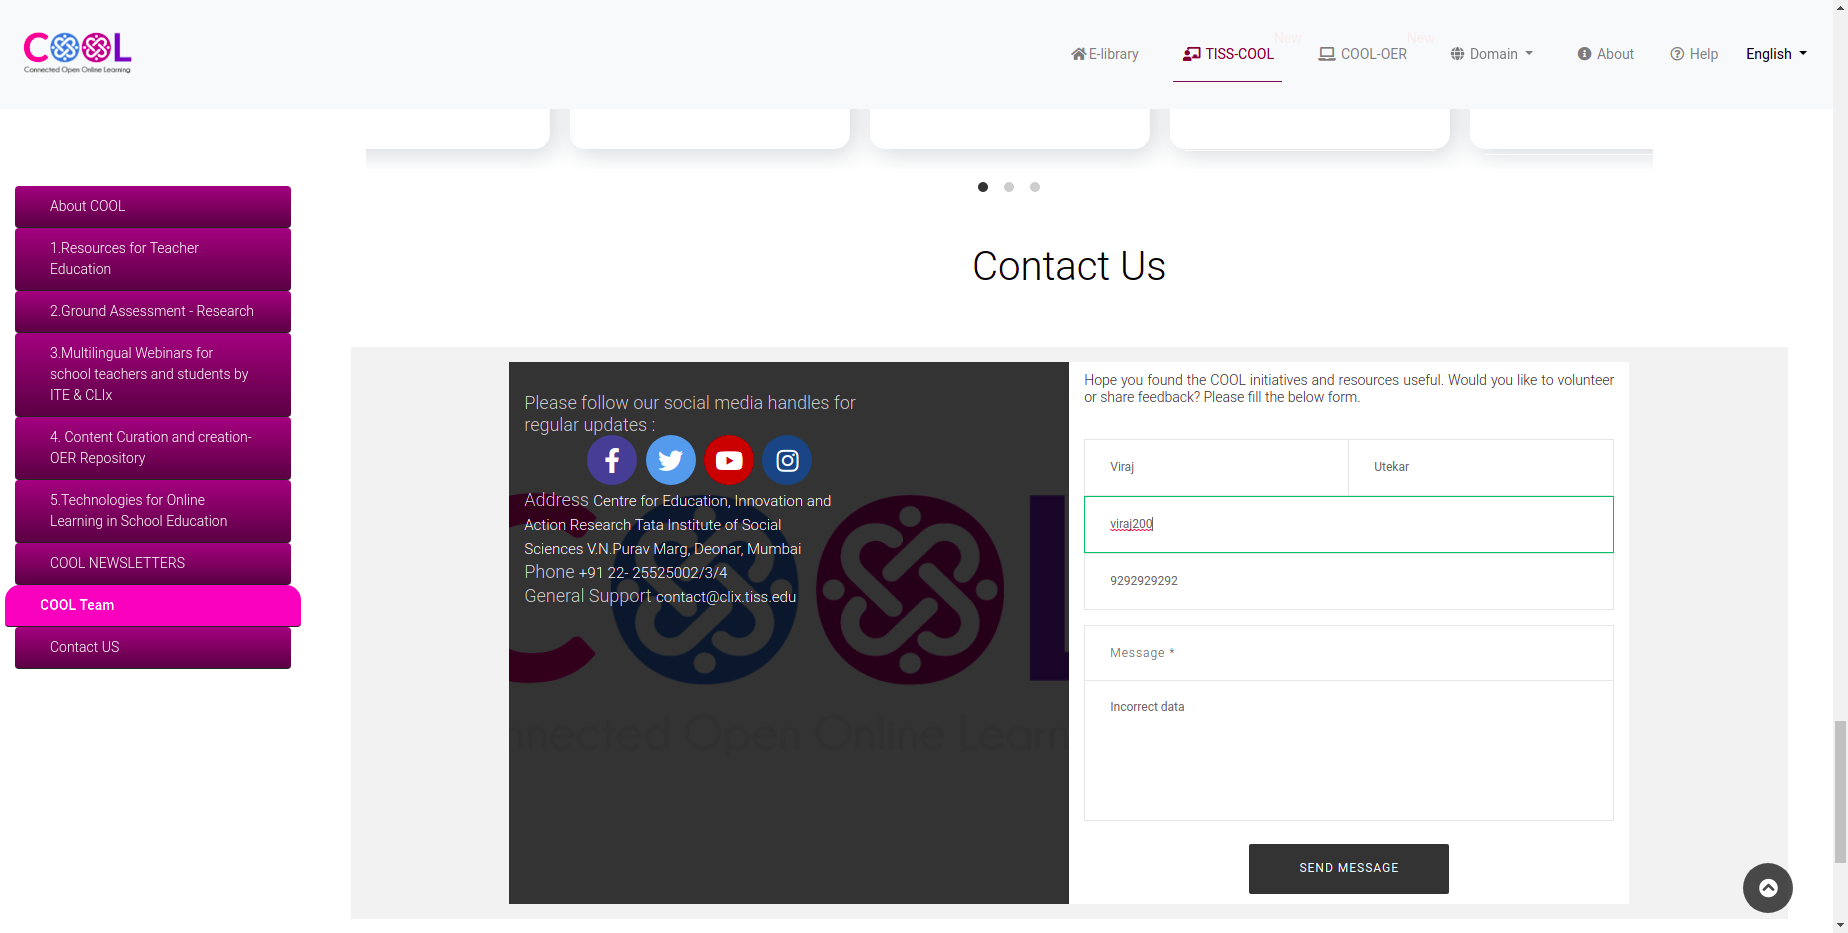 COOL
Connected Open Online Learning
E-library
TISS-COOL
New
COOL-OER
New
Domain
About
Help
English
About COOL
1.Resources for Teacher
Education
2.Ground Assessment - Research
3.Multilingual Webinars for
school teachers and students by
ITE & CLIx
4. Content Curation and creation-
OER Repository
5.Technologies for Online
Learning in School Education
COOL NEWSLETTERS
COOL Team
Contact US
Contact Us
Please follow our social media handles for
regular updates :
Address Centre for Education, Innovation and
Action Research Tata Institute of Social
Sciences V.N.Purav Marg, Deonar, Mumbai
Phone +91 22- 25525002/3/4
General Support contact@clix.tiss.edu
C L
nnected Open Online Learn
Hope you found the COOL initiatives and resources useful. Would you like to volunteer
or share feedback? Please fill the below form.
Viraj
Utekar
viraj200
9292929292
Message *
Incorrect data
SEND MESSAGE